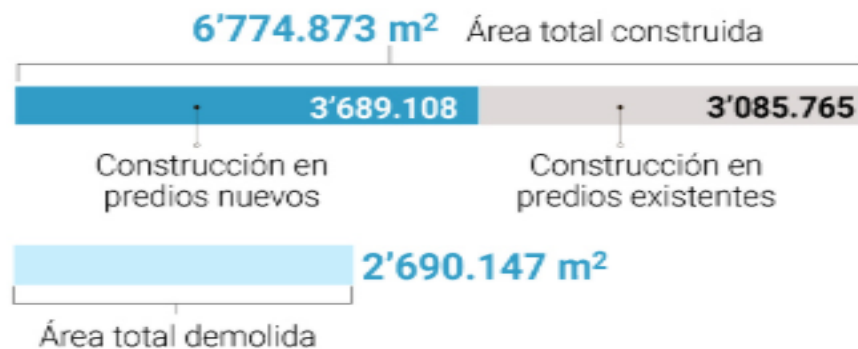 6’774.873 m² Área total construida
3’689.108 3’085.765
Construcción en
predios nuevos
Construcción en
predios existentes
2’690.147 m²
Área total demolida